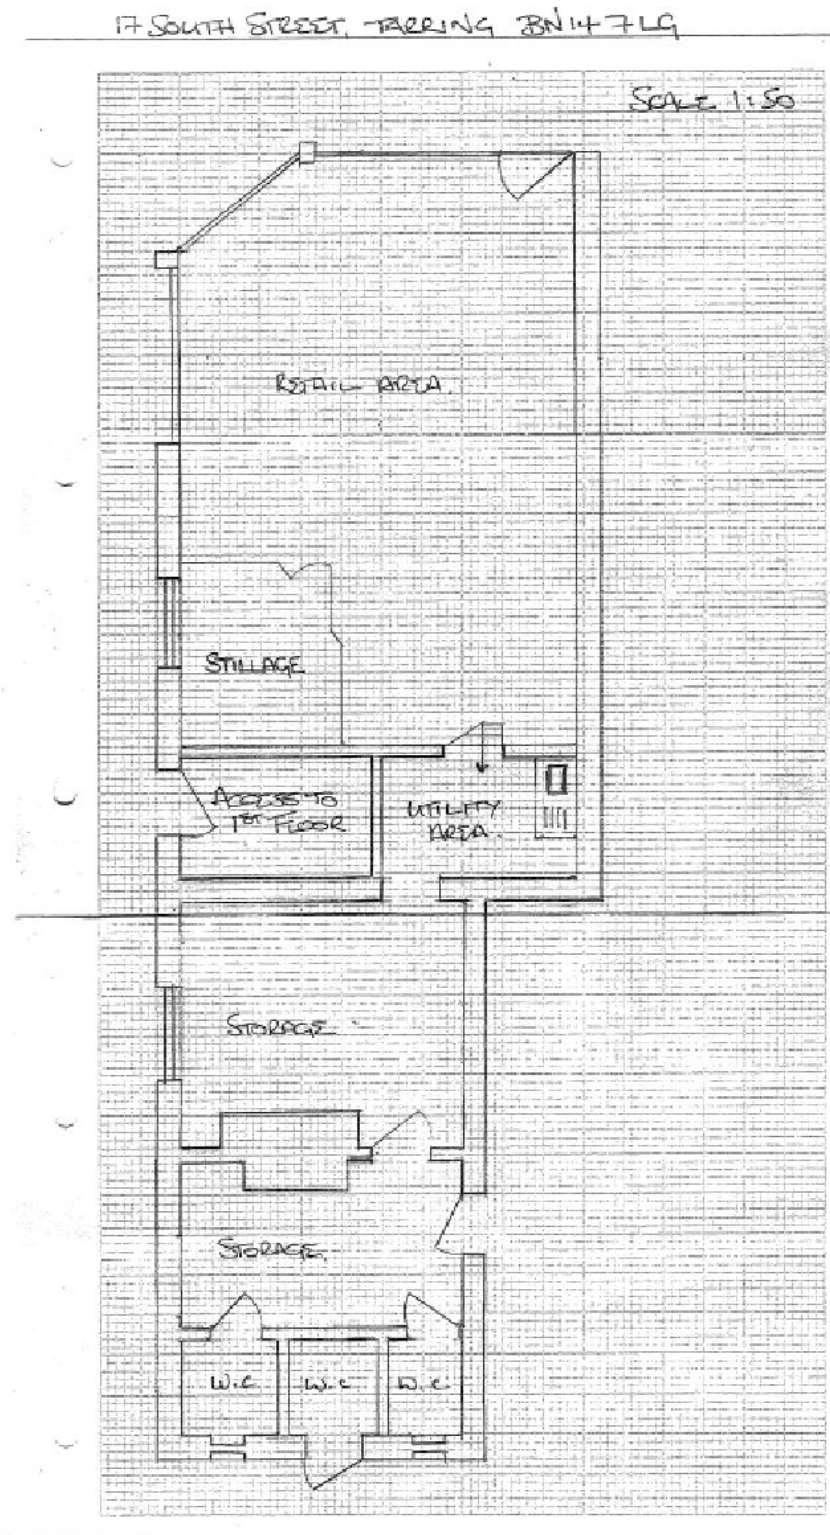 17 SOUTH STREET, TARRING BN14 7LG
SCALE 1:50
RETAIL AREA.
STILLAGE
ACCESS TO
1ST FLOOR
UTILITY
AREA.
STORAGE
STORAGE.
W.C
W.C
W.C.